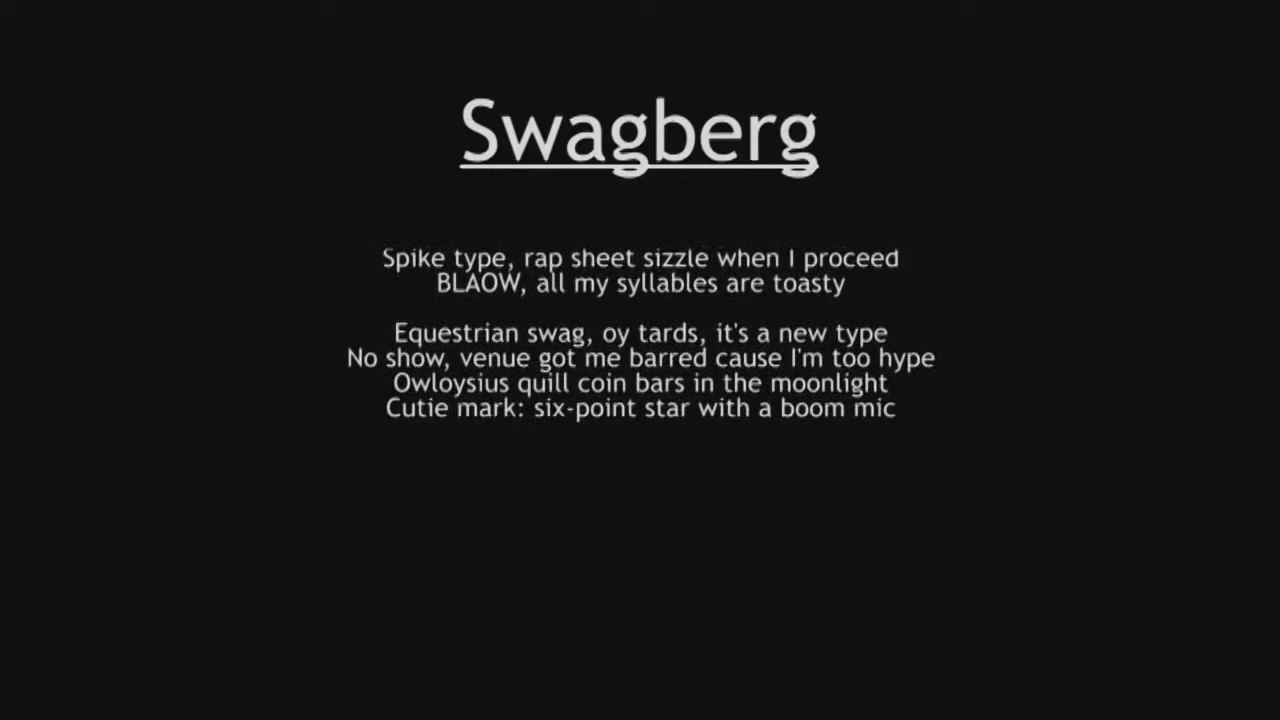 Swagberg
Spike type, rap sheet sizzle when I proceed
BLAOW, all my syllables are toasty
Equestrian swag, oy tards, it's a new type
No show, venue got me barred cause I'm too hype
Owloysius quill coin bars in the moonlight
Cutie mark: six-point star with a boom mic